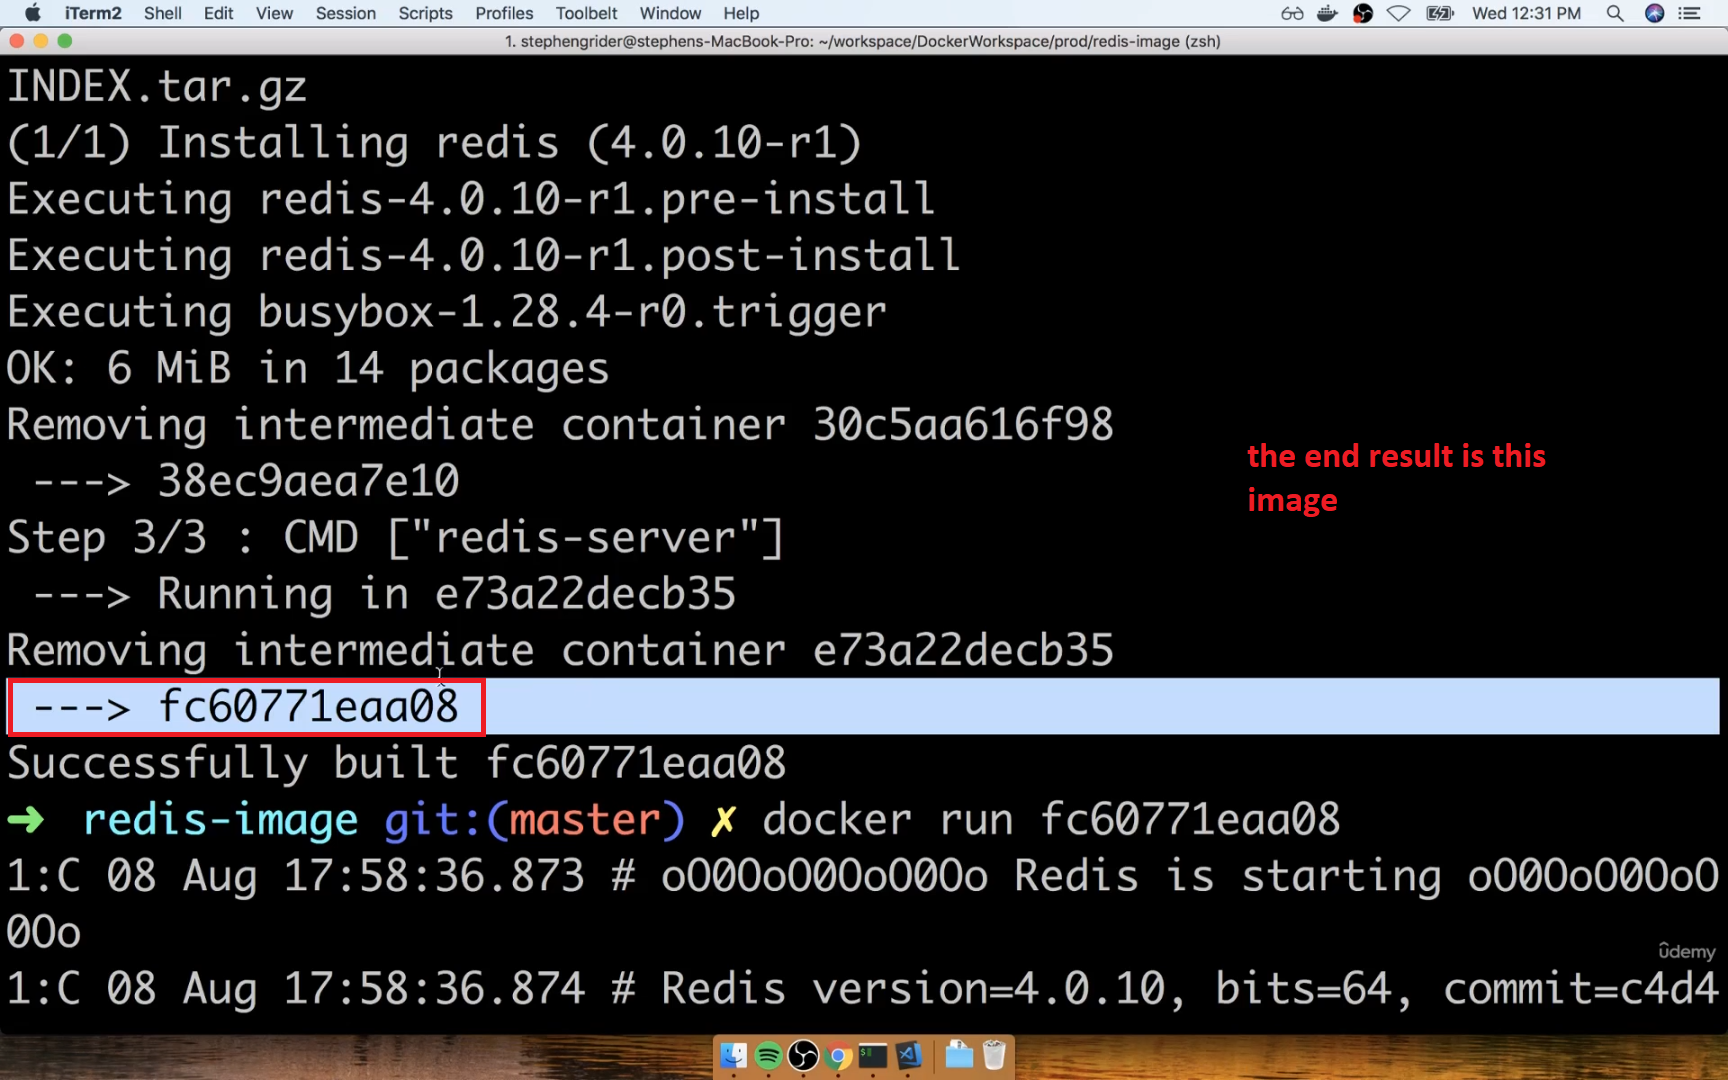 iTerm2 Shell Edit View Session Scripts Profiles Toolbelt Window Help Wed 12:31 PM
1. stephengrider@stephens-MacBook-Pro: ~/workspace/DockerWorkspace/prod/redis-image (zsh)
INDEX.tar.gz
(1/1) Installing redis (4.0.10-r1)
Executing redis-4.0.10-r1.pre-install
Executing redis-4.0.10-r1.post-install
Executing busybox-1.28.4-r0.trigger
OK: 6 MiB in 14 packages
Removing intermediate container 30c5aa616f98
---> 38ec9aea7e10
the end result is this
image
Step 3/3 : CMD ["redis-server"]
---> Running in e73a22decb35
Removing intermediate container e73a22decb35
---> fc60771eaa08
Successfully built fc60771eaa08
➜ redis-image git:(master) ✗ docker run fc60771eaa08
1:C 08 Aug 17:58:36.873 # oO0OoO0OoO0Oo Redis is starting oO0OoO0OoO
0Oo
1:C 08 Aug 17:58:36.874 # Redis version=4.0.10, bits=64, commit=c4d4
ûdemy